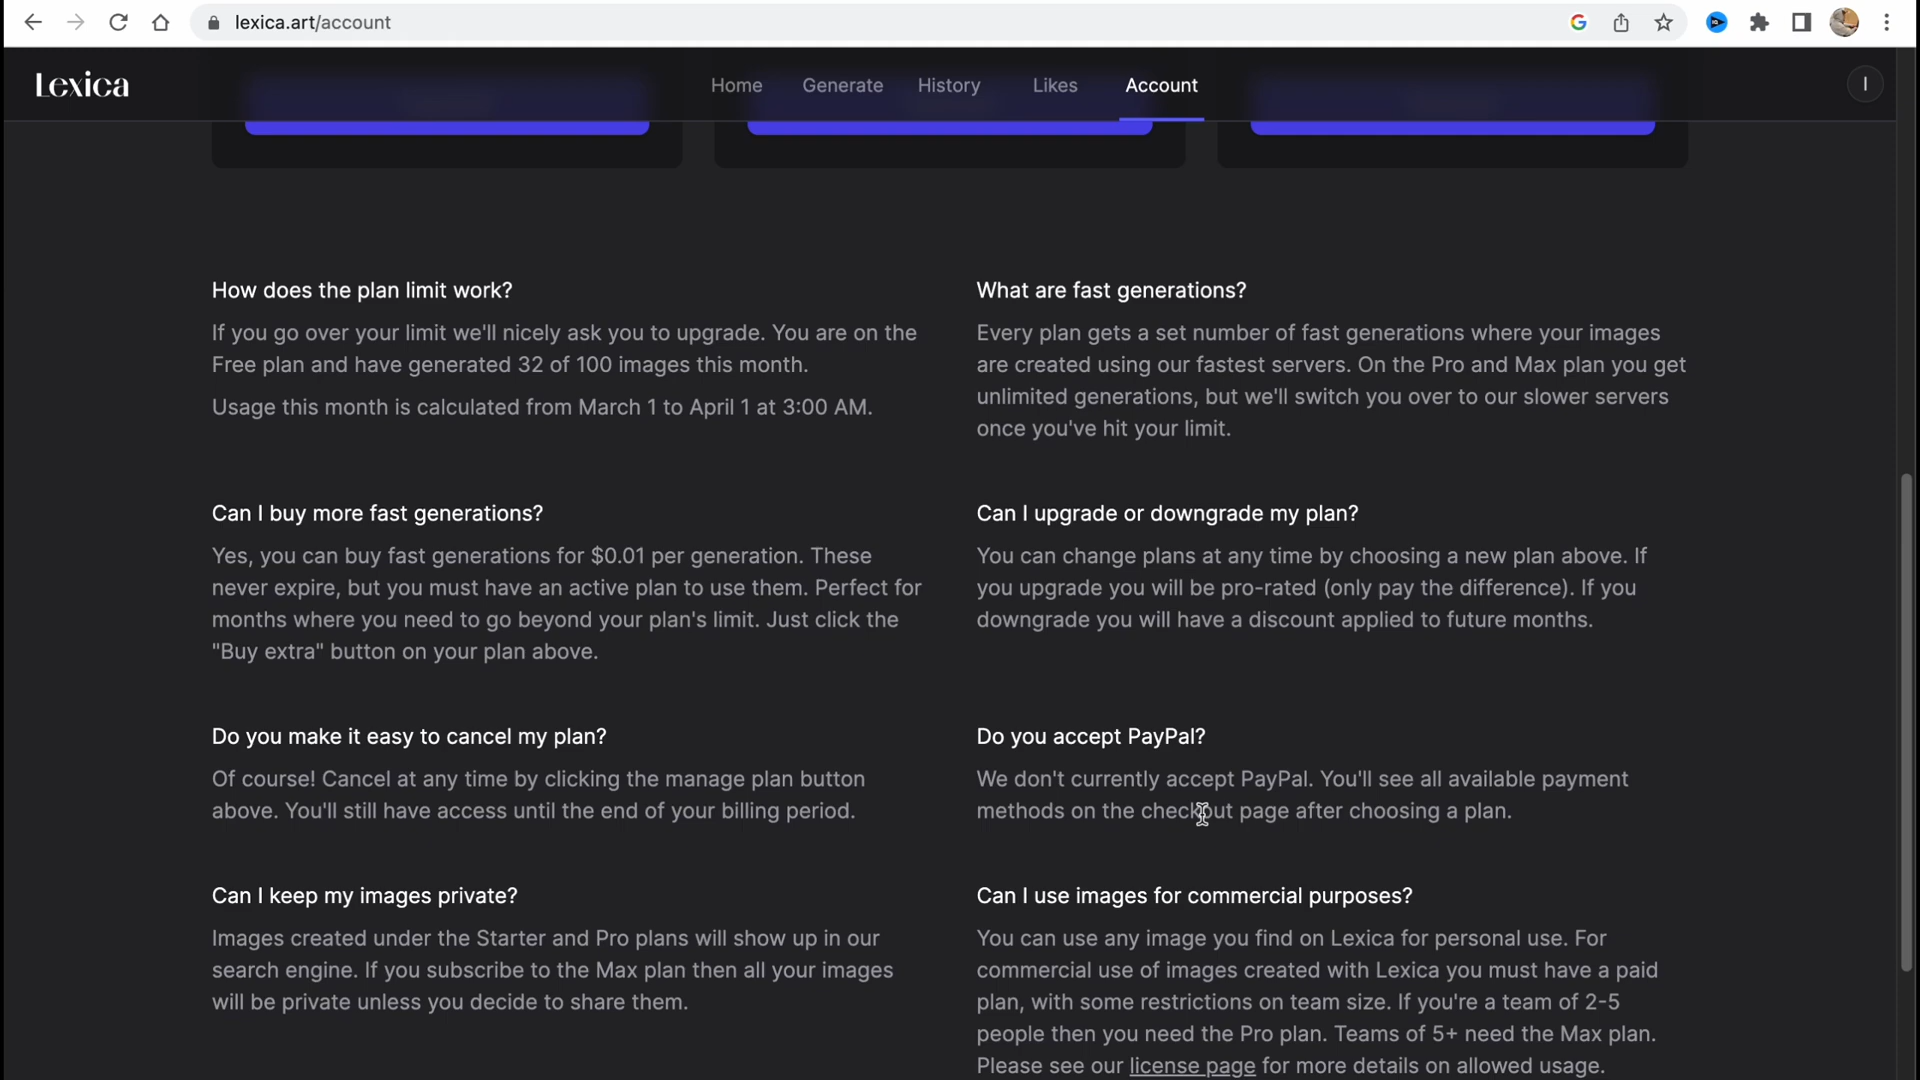 lexica.art/account
Lexica
Home
Generate
History
Likes
Account
I
How does the plan limit work?
If you go over your limit we'll nicely ask you to upgrade. You are on the
Free plan and have generated 32 of 100 images this month.
Usage this month is calculated from March 1 to April 1 at 3:00 AM.
What are fast generations?
Every plan gets a set number of fast generations where your images
are created using our fastest servers. On the Pro and Max plan you get
unlimited generations, but we'll switch you over to our slower servers
once you've hit your limit.
Can I buy more fast generations?
Yes, you can buy fast generations for $0.01 per generation. These
never expire, but you must have an active plan to use them. Perfect for
months where you need to go beyond your plan's limit. Just click the
"Buy extra" button on your plan above.
Can I upgrade or downgrade my plan?
You can change plans at any time by choosing a new plan above. If
you upgrade you will be pro-rated (only pay the difference). If you
downgrade you will have a discount applied to future months.
Do you make it easy to cancel my plan?
Of course! Cancel at any time by clicking the manage plan button
above. You'll still have access until the end of your billing period.
Do you accept PayPal?
We don't currently accept PayPal. You'll see all available payment
methods on the checkout page after choosing a plan.
Can I keep my images private?
Images created under the Starter and Pro plans will show up in our
search engine. If you subscribe to the Max plan then all your images
will be private unless you decide to share them.
Can I use images for commercial purposes?
You can use any image you find on Lexica for personal use. For
commercial use of images created with Lexica you must have a paid
plan, with some restrictions on team size. If you're a team of 2-5
people then you need the Pro plan. Teams of 5+ need the Max plan.
Please see our license page for more details on allowed usage.